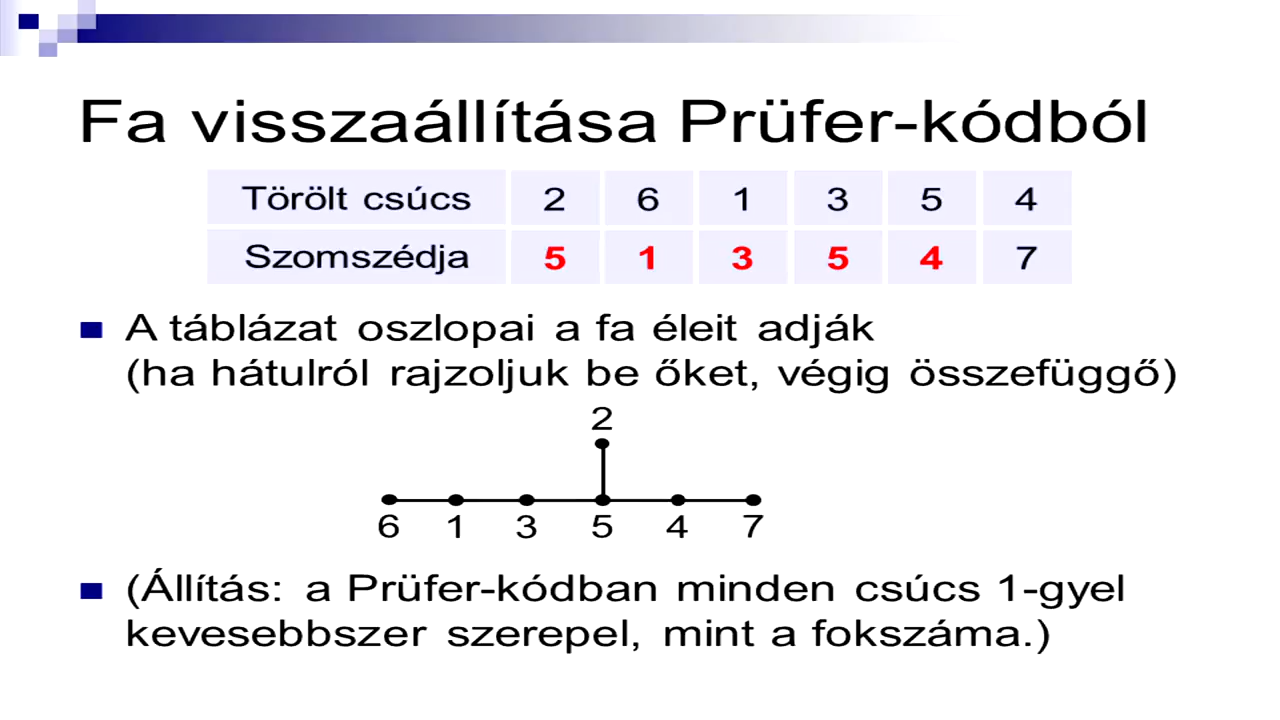 Fa visszaállítása Prüfer-kódból
Törölt csúcs 2 6 1 3 5 4
Szomszédja 5 1 3 5 4 7
A táblázat oszlopai a fa éleit adják
(ha hátulról rajzoljuk be őket, végig összefüggő)
2
6 1 3 5 4 7
(Állítás: a Prüfer-kódban minden csúcs 1-gyel
kevesebbszer szerepel, mint a fokszáma.)